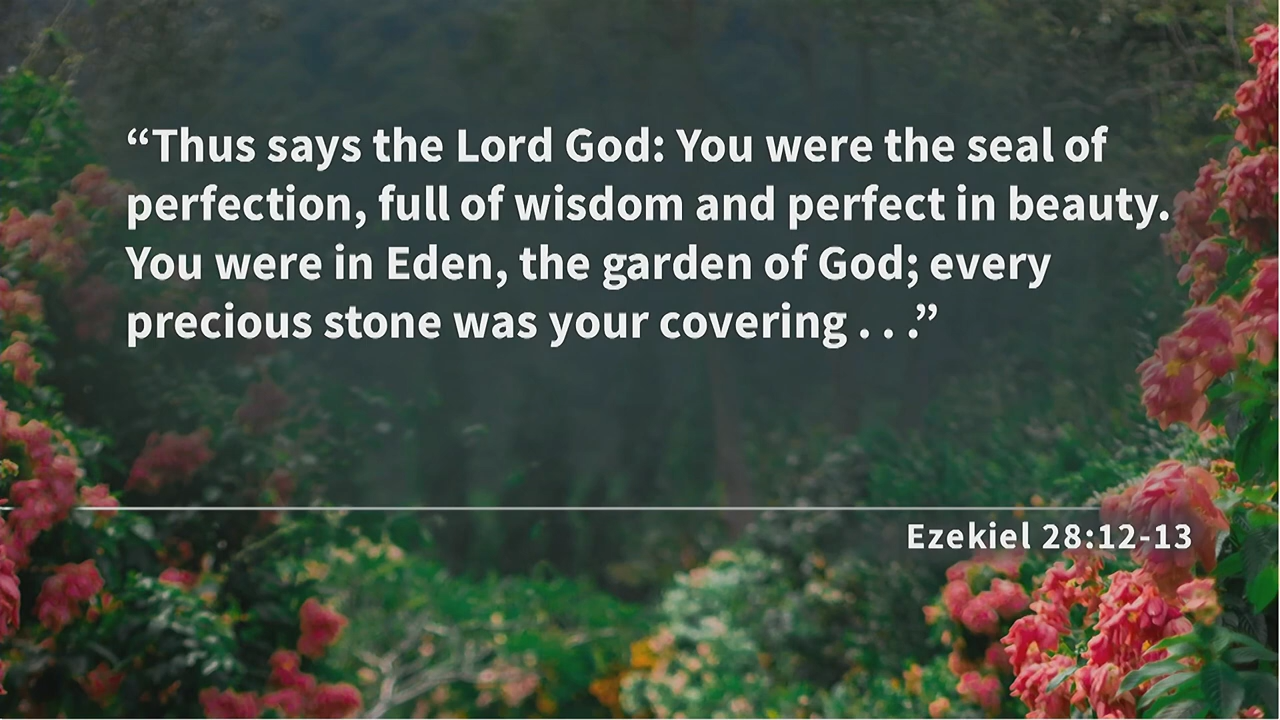 “Thus says the Lord God: You were the seal of
perfection, full of wisdom and perfect in beauty.
You were in Eden, the garden of God; every
precious stone was your covering . . .”
Ezekiel 28:12-13